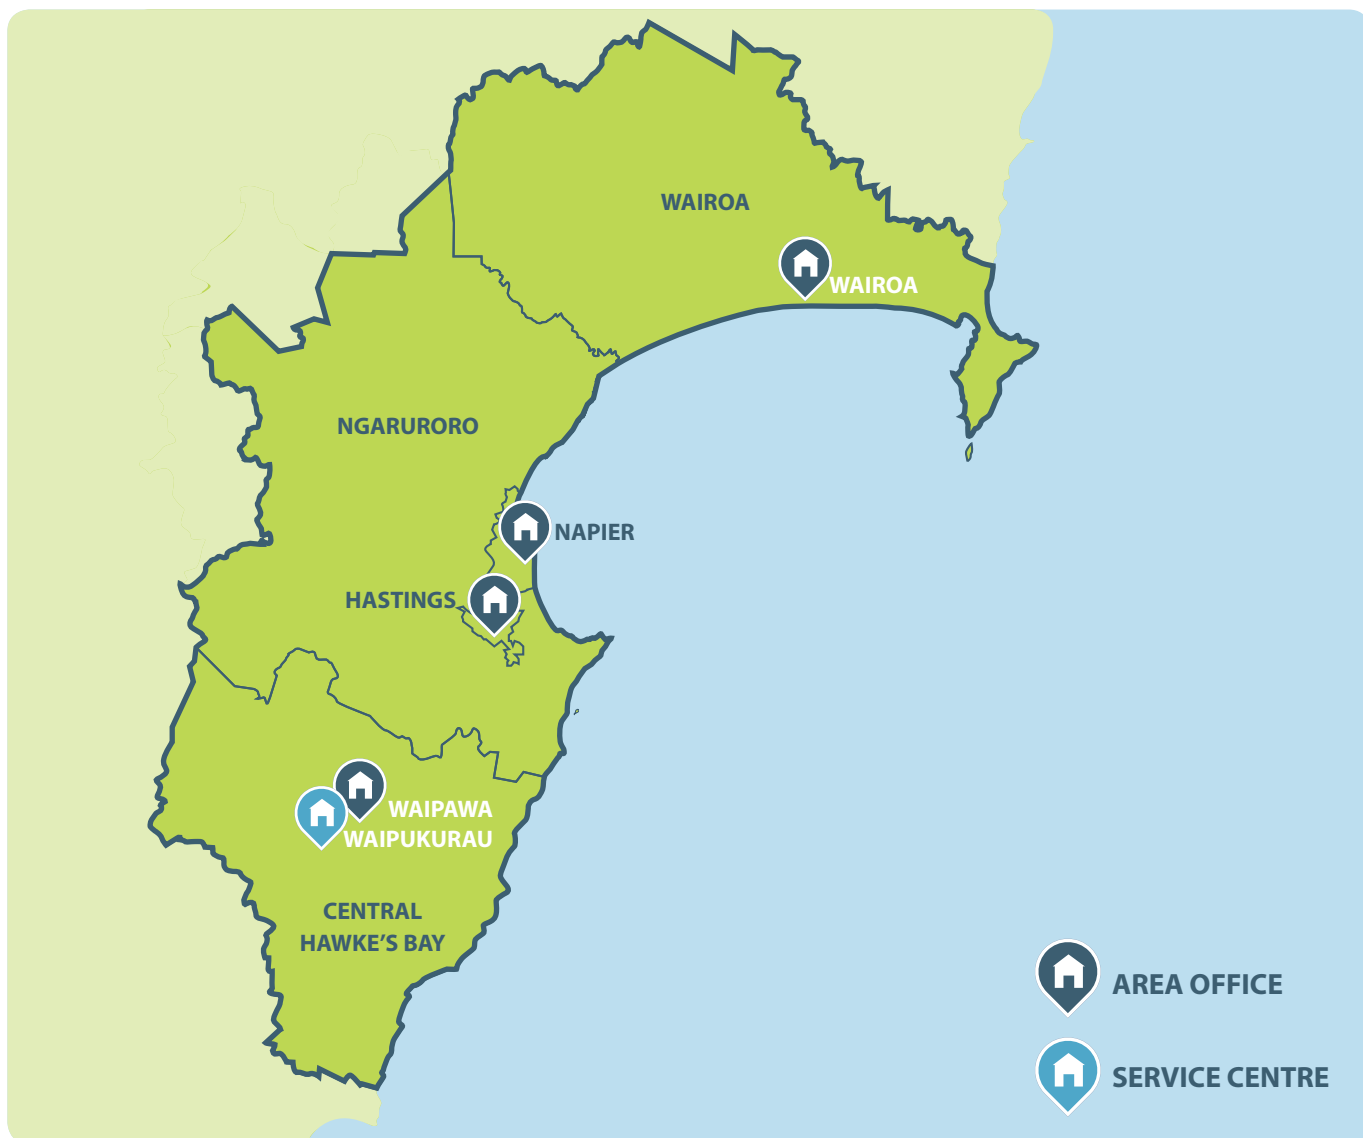 WAIROA
WAIROA
NGARURORO
NAPIER
HASTINGS
WAIPAWA
WAIPUKURAU
CENTRAL
HAWKE'S BAY
AREA OFFICE
SERVICE CENTRE